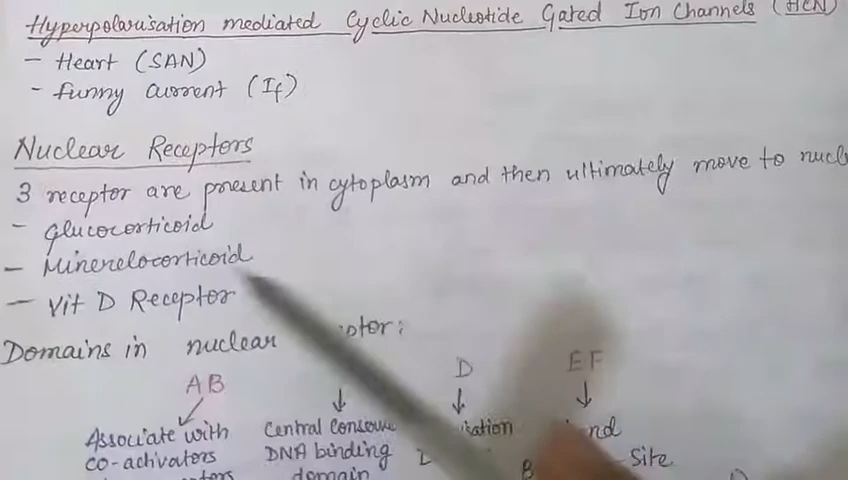 Hyperpolarisation mediated Cyclic Nucleotide Gated Ion Channels (HCN)
- Heart (SAN)
- funny current (If)
Nuclear Receptors
3 receptor are present in cytoplasm and then ultimately move to
- Glucocorticoid
- Minerelocorticoid
- Vit D Receptor
Domains in nuclear
AB D EF
Associate with Central DNA binding domain
co-activators
site